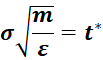 σ√(m/ε) = t*